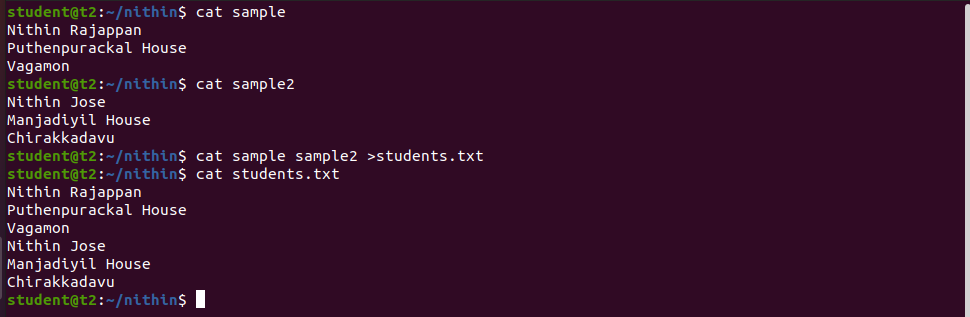 student@t2:~/nithin$ cat sample
Nithin Rajappan
Puthenpurackal House
Vagamon
student@t2:~/nithin$ cat sample2
Nithin Jose
Manjadiyil House
Chirakkadavu
student@t2:~/nithin$ cat sample sample2 >students.txt
student@t2:~/nithin$ cat students.txt
Nithin Rajappan
Puthenpurackal House
Vagamon
Nithin Jose
Manjadiyil House
Chirakkadavu
student@t2:~/nithin$